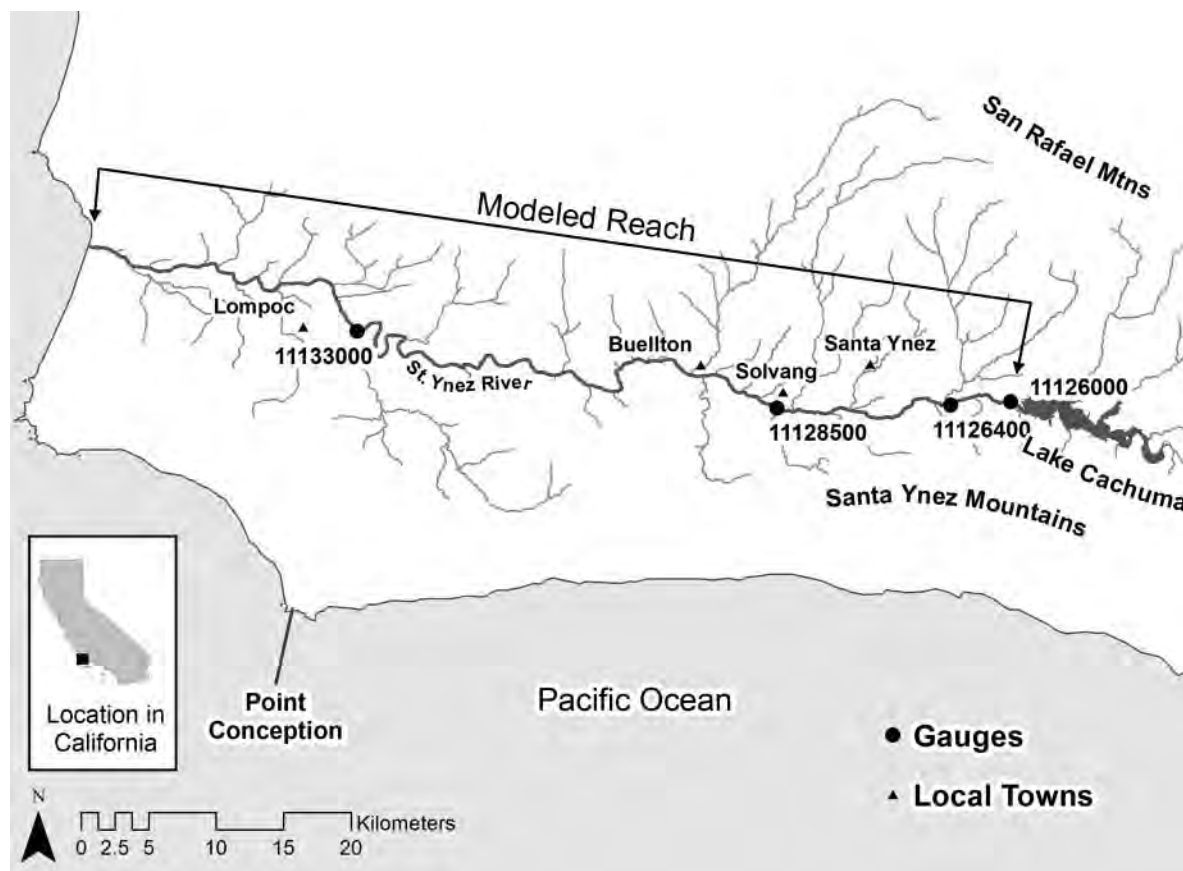 San Rafael Mtns
Modeled Reach
Lompoc
11133000
St. Ynez River
Buellton
Solvang
Santa Ynez
11126000
11128500
11126400
Lake Cachuma
Santa Ynez Mountains
Location in
California
Point
Conception
Pacific Ocean
Gauges
Local Towns
N
Kilometers
0 2.5 5 10 15 20